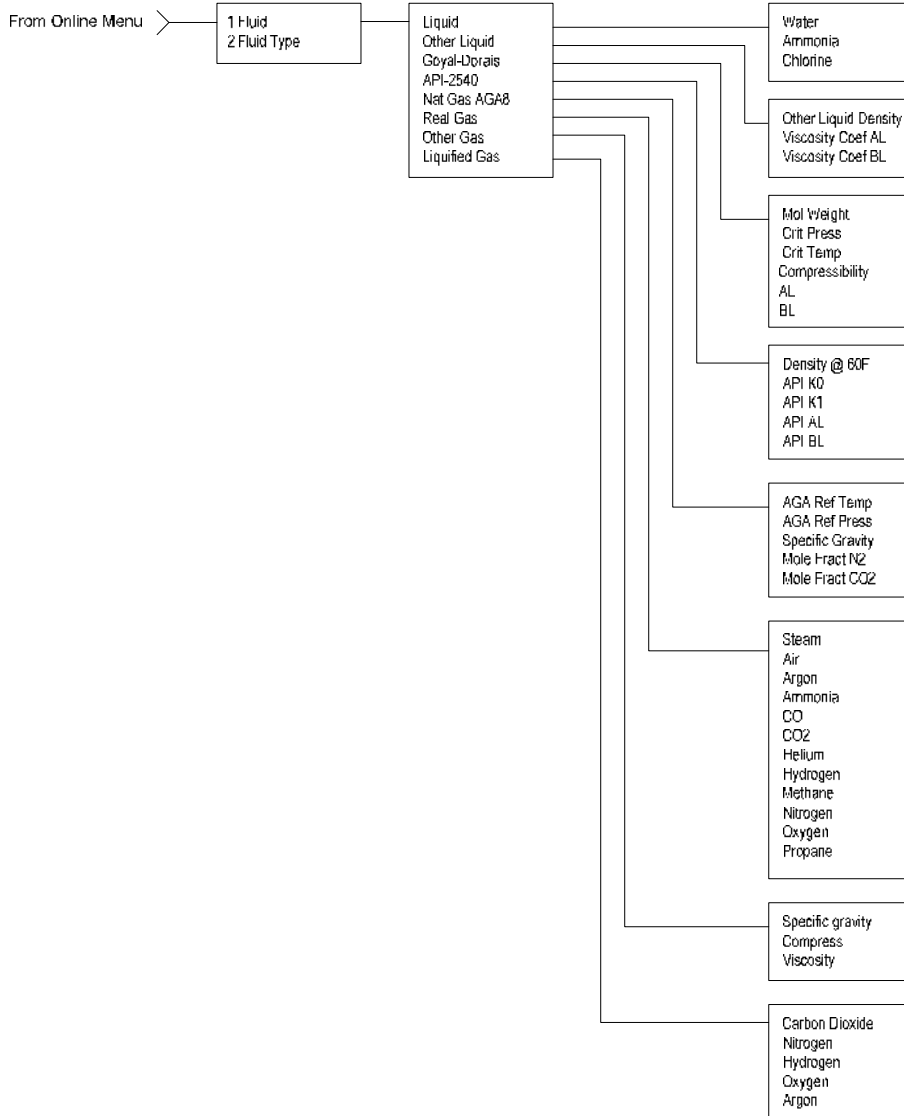 From Online Menu
1 Fluid
2 Fluid Type
Liquid
Other Liquid
Goyal-Dorais
API-2540
Nat Gas AGA8
Real Gas
Other Gas
Liquified Gas
Water
Ammonia
Chlorine
Other Liquid Density
Viscosity Coef AL
Viscosity Coef BL
Mol Weight
Crit Press
Crit Temp
Compressibility
AL
BL
Density @ 60F
API K0
API K1
API AL
API BL
AGA Ref Temp
AGA Ref Press
Specific Gravity
Mole Fract N2
Mole Fract CO2
Steam
Air
Argon
Ammonia
CO
CO2
Helium
Hydrogen
Methane
Nitrogen
Oxygen
Propane
Specific gravity
Compress
Viscosity
Carbon Dioxide
Nitrogen
Hydrogen
Oxygen
Argon